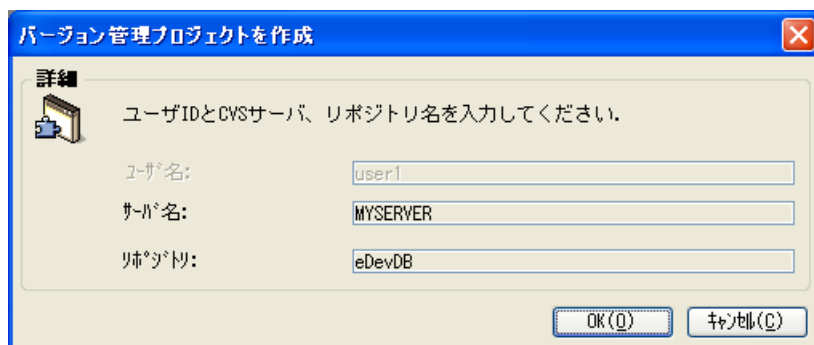 バージョン管理プロジェクトを作成
詳細
ユーザIDとCVSサーバ、リポジトリ名を入力してください.
ﾕｰｻﾞ名: user1
ｻｰﾊﾞ名: MYSERVER
ﾘﾎﾟｼﾞﾄﾘ: eDevDB
OK(O) ｷｬﾝｾﾙ(C)